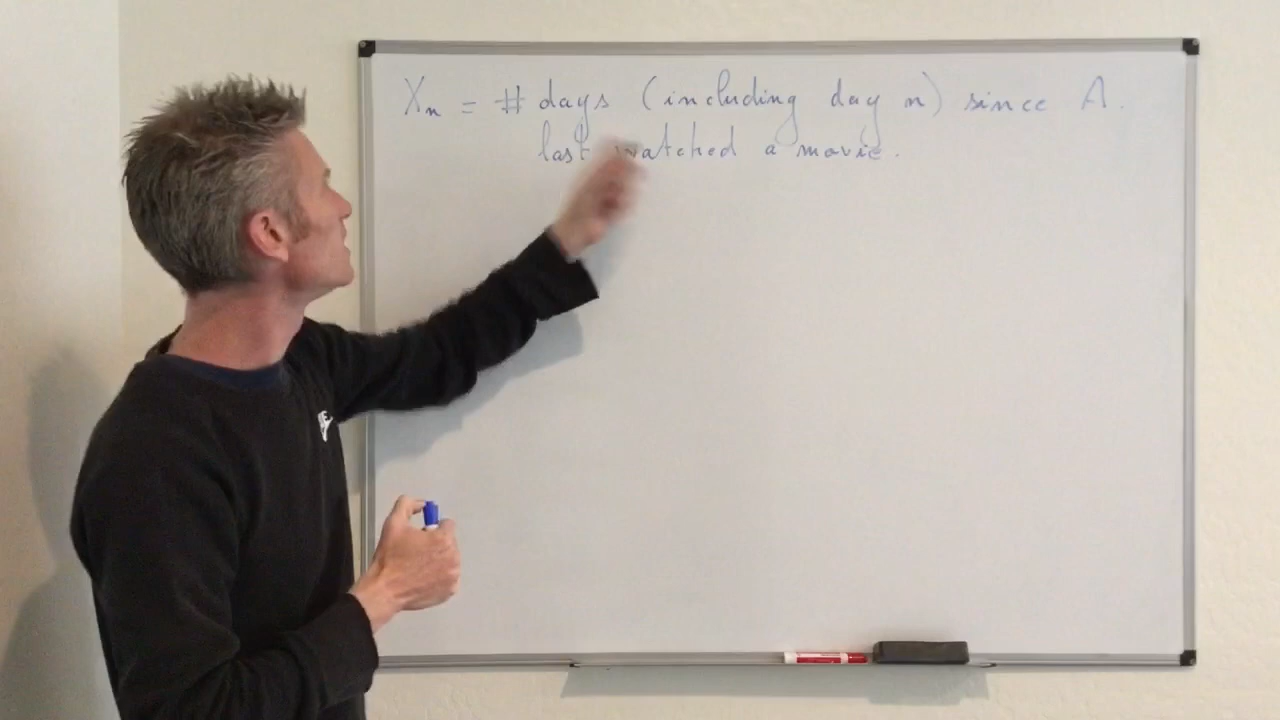 Xn = # days (including day n) since A.
last watched a movie.